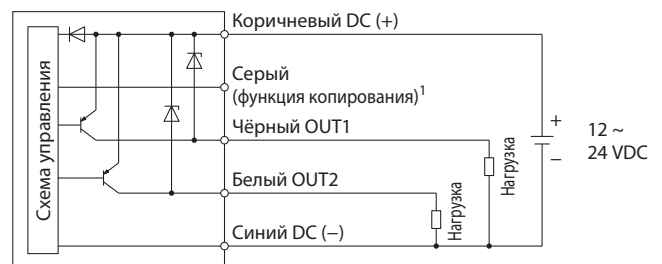 Коричневый DC (+)
Серый
(функция копирования)¹
Чёрный OUT1
Белый OUT2
Синий DC (−)
Схема управления
Нагрузка
Нагрузка
+
−
12 ~
24 VDC